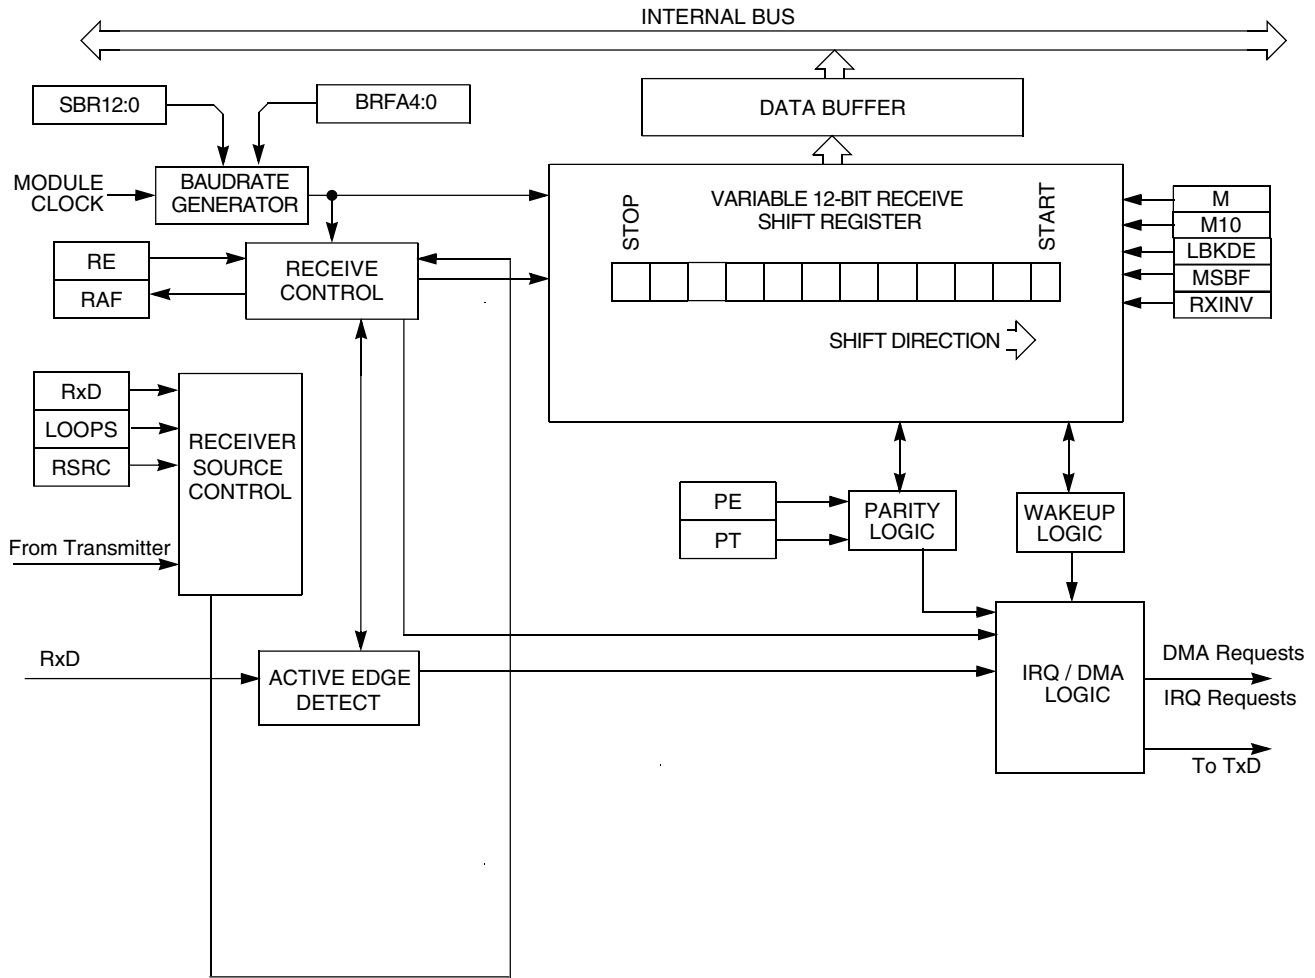 INTERNAL BUS
SBR12:0
BRFA4:0
DATA BUFFER
MODULE
CLOCK
BAUDRATE
GENERATOR
VARIABLE 12-BIT RECEIVE
SHIFT REGISTER
STOP
START
M
M10
LBKDE
MSBF
RXINV
RE
RAF
RECEIVE
CONTROL
SHIFT DIRECTION
RxD
LOOPS
RSRC
RECEIVER
SOURCE
CONTROL
From Transmitter
PE
PT
PARITY
LOGIC
WAKEUP
LOGIC
RxD
ACTIVE EDGE
DETECT
IRQ / DMA
LOGIC
DMA Requests
IRQ Requests
To TxD